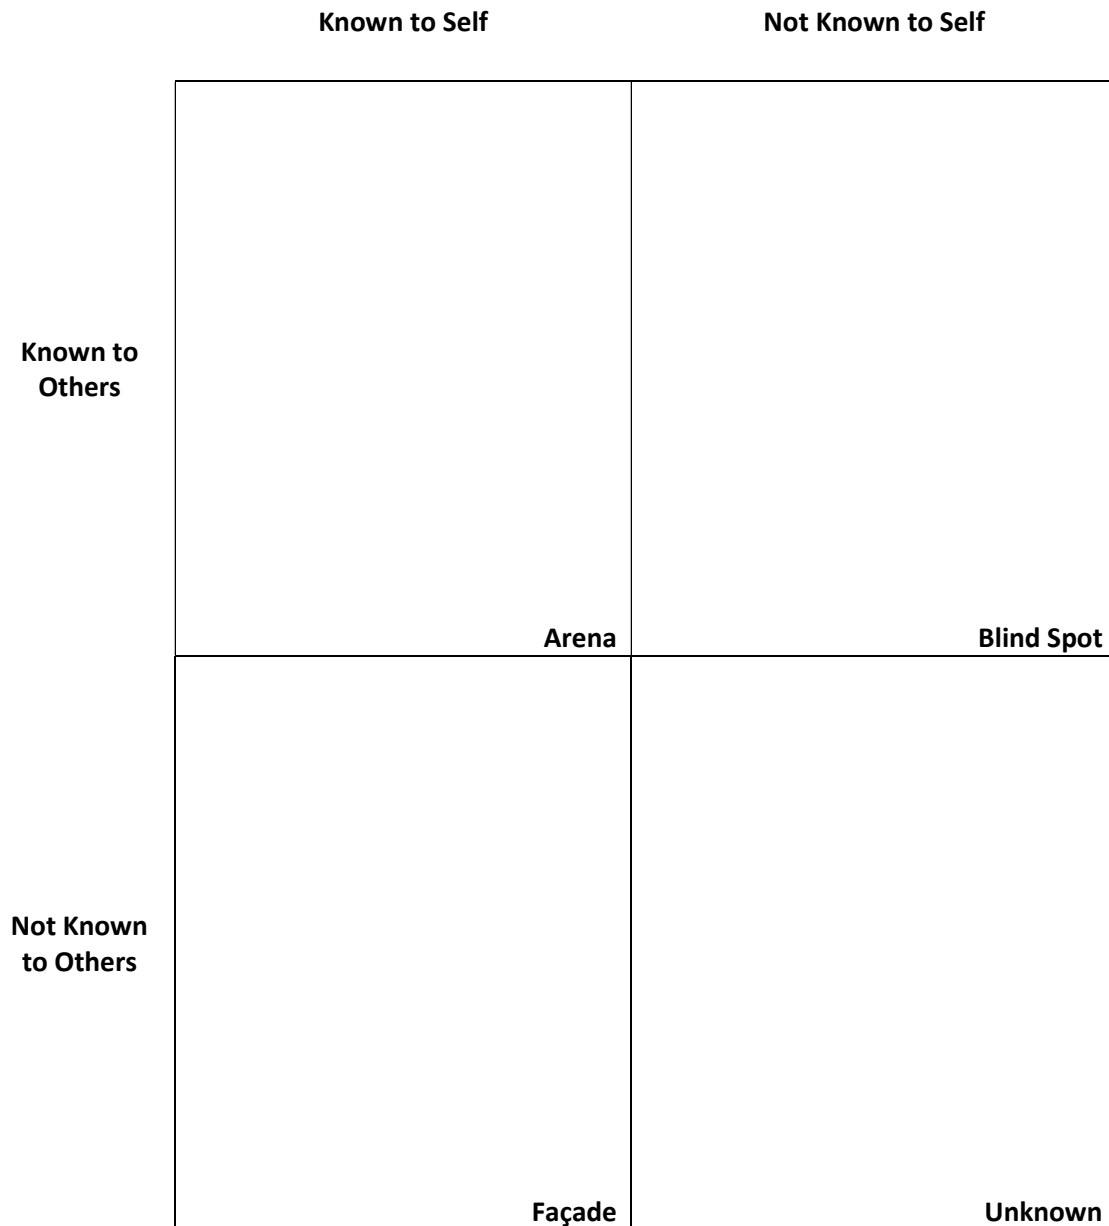 Known to Self Not Known to Self
Known to
Others
Arena Blind Spot
Not Known
to Others
Façade Unknown